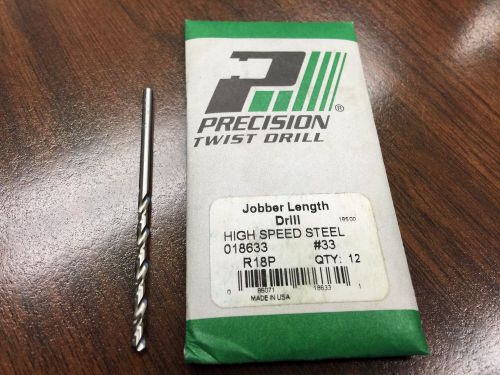 PRECISION
TWIST DRILL
®
Jobber Length
Drill
HIGH SPEED STEEL
018633 #33
R18P QTY: 12
0 86071 18633 1
MADE IN USA